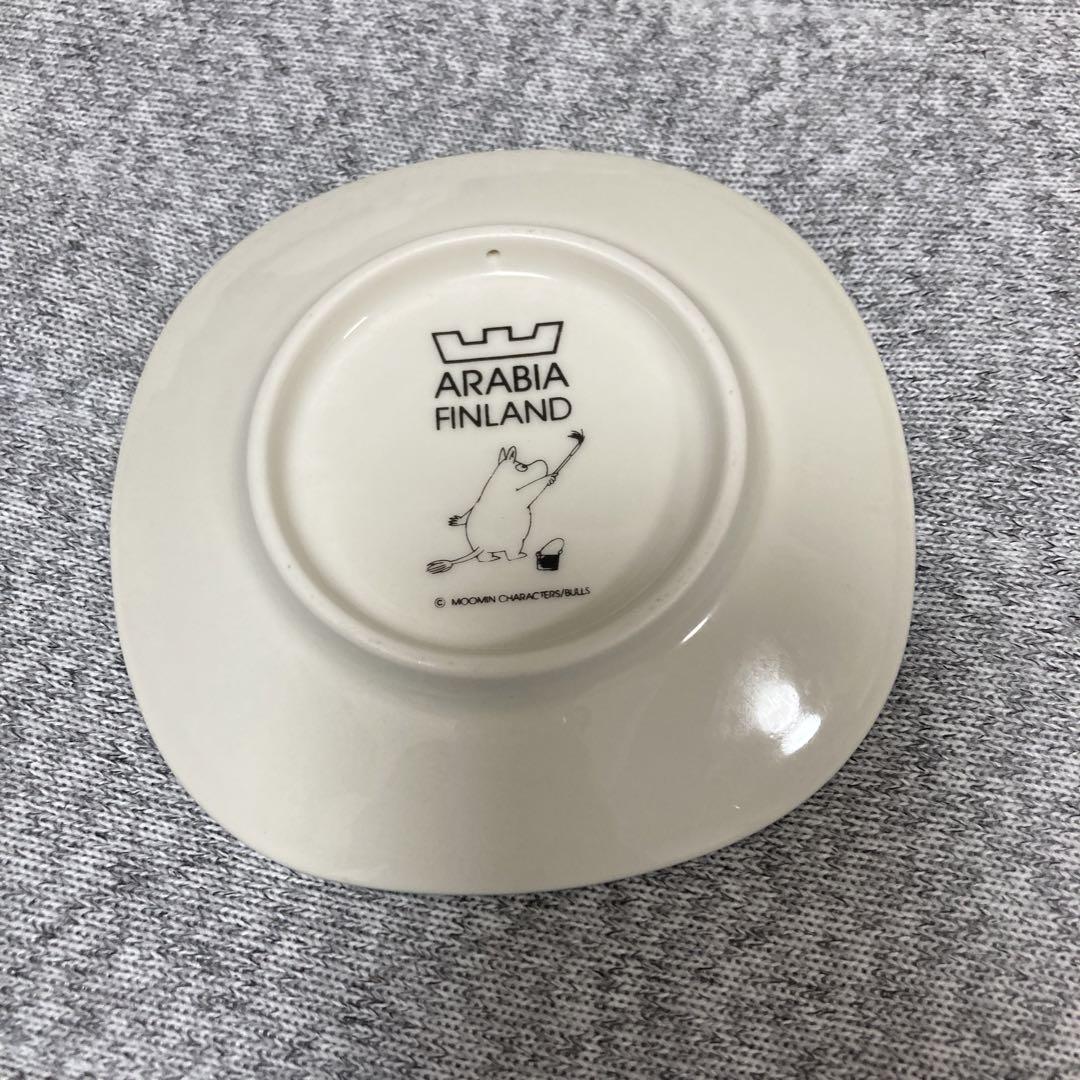 ARABIA
FINLAND
© MOOMIN CHARACTERS/BULLS